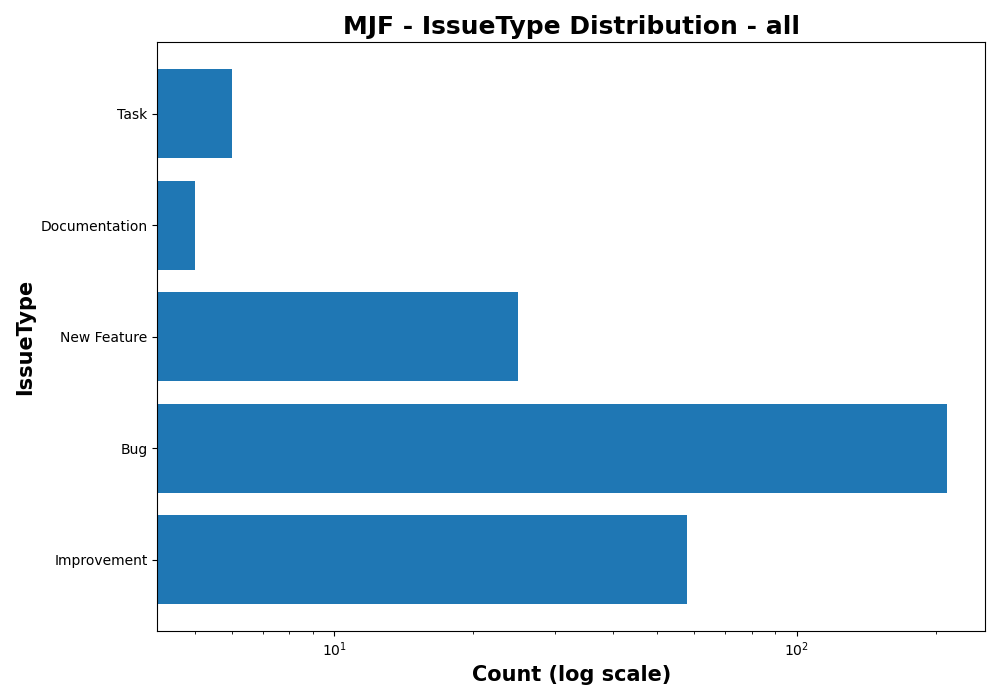 MJF - IssueType Distribution - all
Task
Documentation
New Feature
Bug
Improvement
IssueType
10¹
10²
Count (log scale)